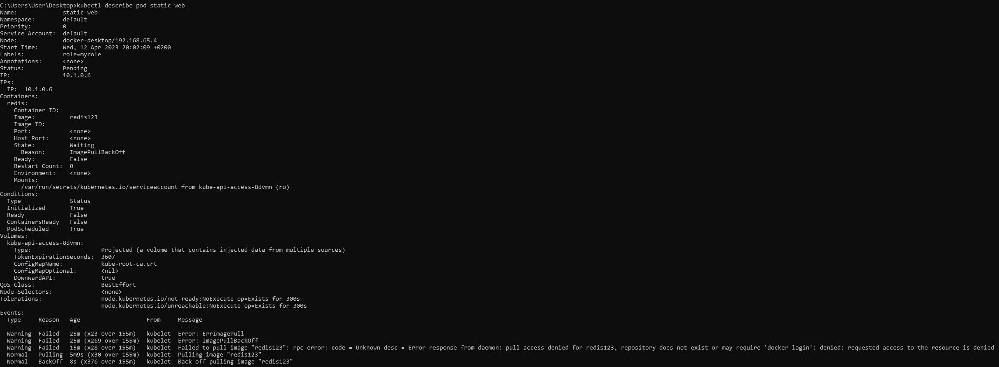 C:\Users\User\Desktop>kubectl describe pod static-web
Name:             static-web
Namespace:        default
Priority:         0
Service Account:  default
Node:             docker-desktop/192.168.65.4
Start Time:       Wed, 12 Apr 2023 20:02:09 +0200
Labels:           role=myrole
Annotations:      <none>
Status:           Pending
IP:               10.1.0.6
IPs:
  IP:  10.1.0.6
Containers:
  redis:
    Container ID:
    Image:          redis123
    Image ID:
    Port:           <none>
    Host Port:      <none>
    State:          Waiting
      Reason:       ImagePullBackOff
    Ready:          False
    Restart Count:  0
    Environment:    <none>
    Mounts:
      /var/run/secrets/kubernetes.io/serviceaccount from kube-api-access-8dvmn (ro)
Conditions:
  Type              Status
  Initialized       True
  Ready             False
  ContainersReady   False
  PodScheduled      True
Volumes:
  kube-api-access-8dvmn:
    Type:                    Projected (a volume that contains injected data from multiple sources)
    TokenExpirationSeconds:  3607
    ConfigMapName:           kube-root-ca.crt
    ConfigMapOptional:       <nil>
    DownwardAPI:             true
QoS Class:                   BestEffort
Node-Selectors:              <none>
Tolerations:                 node.kubernetes.io/not-ready:NoExecute op=Exists for 300s
                             node.kubernetes.io/unreachable:NoExecute op=Exists for 300s
Events:
  Type     Reason   Age                   From     Message
  ----     ------   ----                  ----     -------
  Warning  Failed   25m (x23 over 155m)   kubelet  Error: ErrImagePull
  Warning  Failed   25m (x269 over 155m)  kubelet  Error: ImagePullBackOff
  Warning  Failed   15m (x28 over 155m)   kubelet  Failed to pull image "redis123": rpc error: code = Unknown desc = Error response from daemon: pull access denied for redis123, repository does not exist or may require 'docker login': denied: requested access to the resource is denied
  Normal   Pulling  5m9s (x30 over 155m)  kubelet  Pulling image "redis123"
  Normal   BackOff  8s (x376 over 155m)   kubelet  Back-off pulling image "redis123"